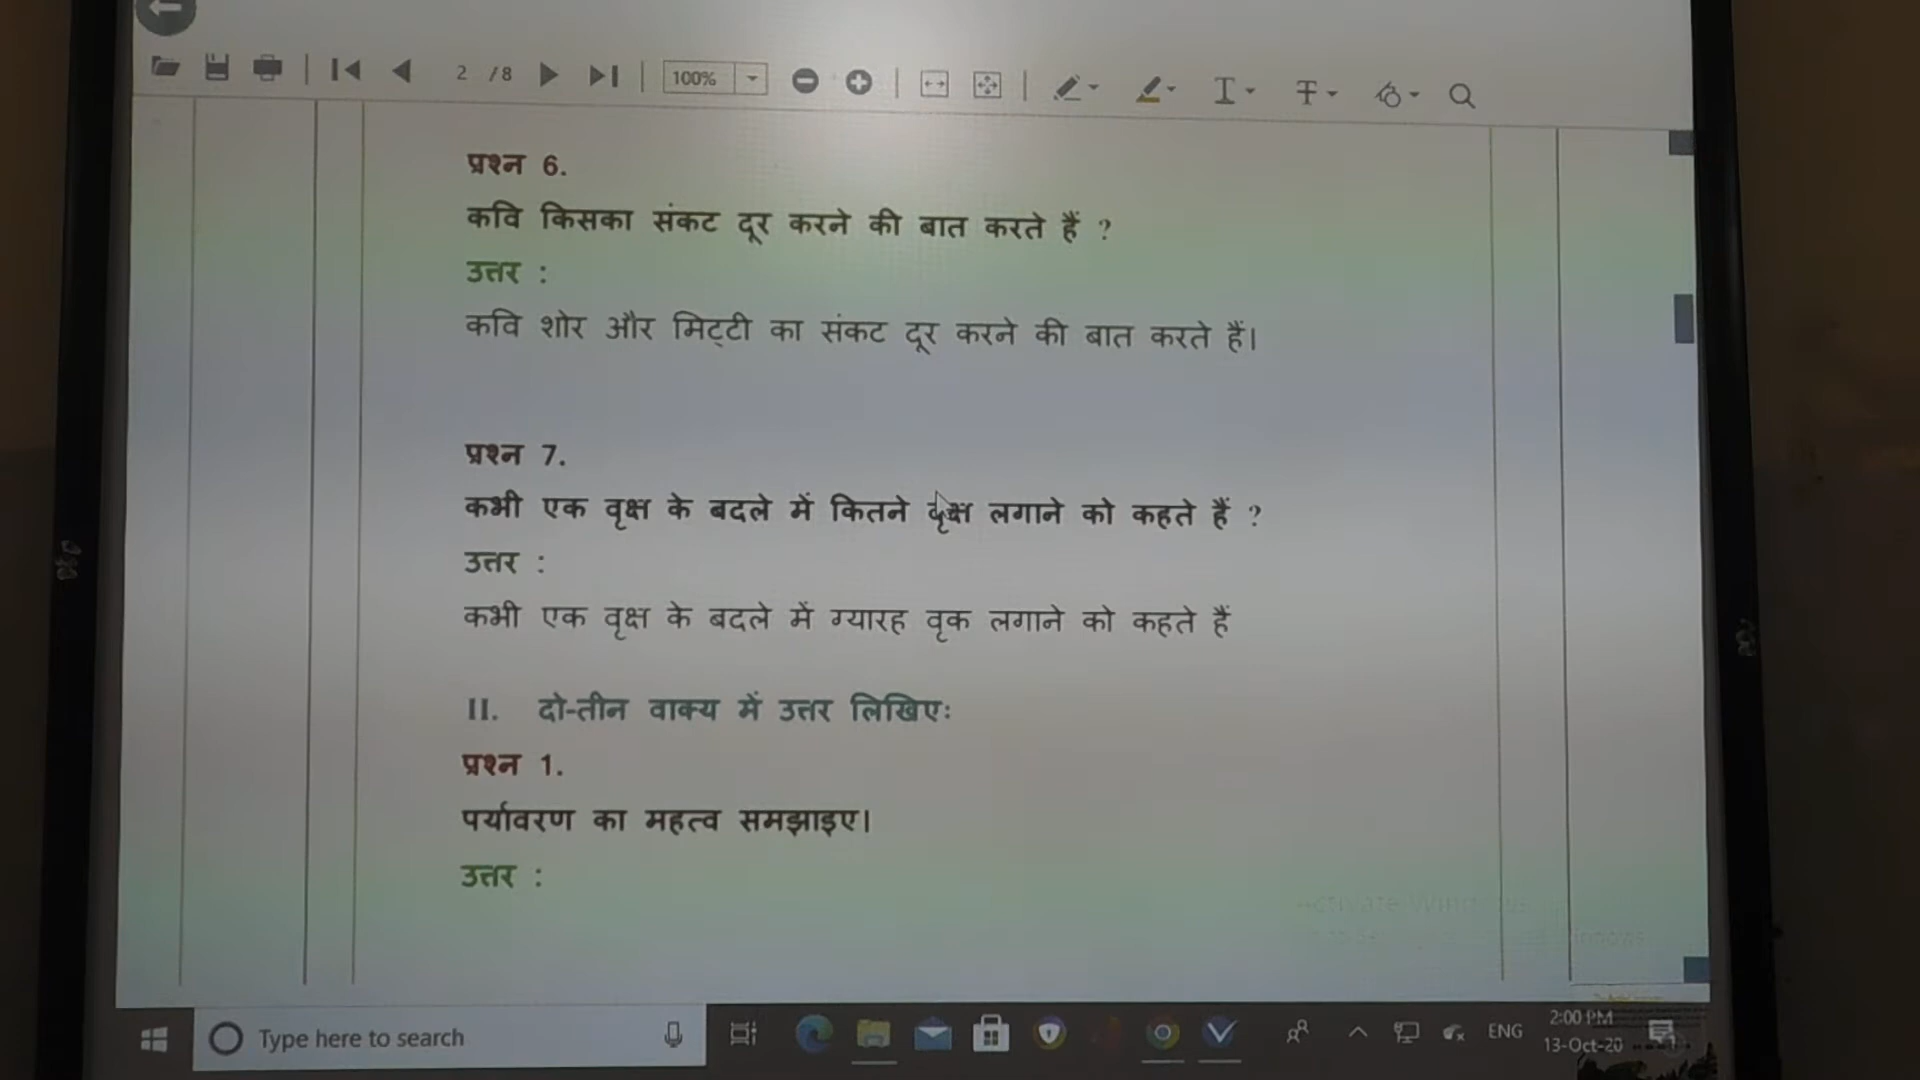 2 /8
100%
प्रश्न 6.
कवि किसका संकट दूर करने की बात करते हैं ?
उत्तर :
कवि शोर और मिट्टी का संकट दूर करने की बात करते हैं।
प्रश्न 7.
कभी एक वृक्ष के बदले में कितने वृक्ष लगाने को कहते हैं ?
उत्तर :
कभी एक वृक्ष के बदले में ग्यारह वृक लगाने को कहते हैं
II. दो-तीन वाक्य में उत्तर लिखिए:
प्रश्न 1.
पर्यावरण का महत्व समझाइए।
उत्तर :
Activate Windows
Type here to search
ENG
2:00 PM
13-Oct-20